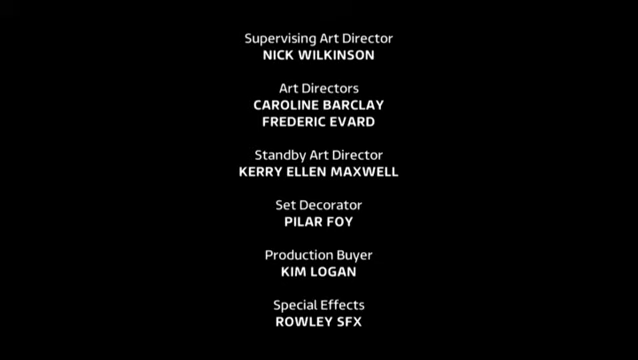 Supervising Art Director
NICK WILKINSON
Art Directors
CAROLINE BARCLAY
FREDERIC EVARD
Standby Art Director
KERRY ELLEN MAXWELL
Set Decorator
PILAR FOY
Production Buyer
KIM LOGAN
Special Effects
ROWLEY SFX